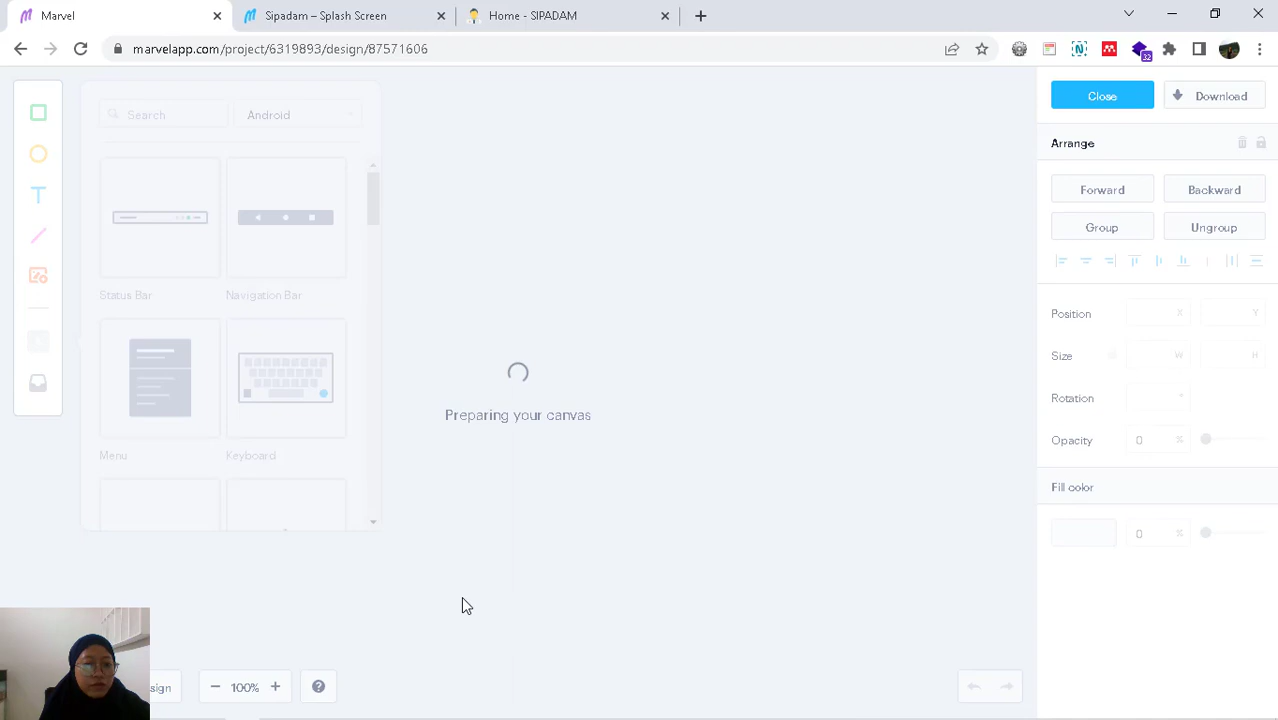 Marvel
Sipadam – Splash Screen
Home - SIPADAM
marvelapp.com/project/6319893/design/87571606
32
Search
Android
Close
Download
Arrange
Forward
Backward
Group
Ungroup
Status Bar
Navigation Bar
Position
X
Y
Size
W
H
Rotation
°
Preparing your canvas
Opacity
0
%
Menu
Keyboard
Fill color
0
%
sign
100%